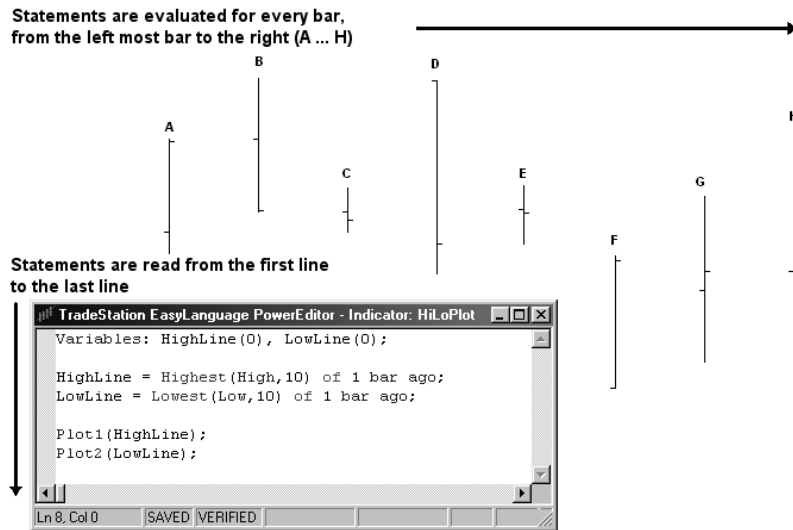 Statements are evaluated for every bar,
from the left most bar to the right (A ... H)
B
D
A
H
C
E
G
F
Statements are read from the first line
to the last line
TradeStation EasyLanguage PowerEditor - Indicator: HiLoPlot
Variables: HighLine(0), LowLine(0);
HighLine = Highest(High,10) of 1 bar ago;
LowLine = Lowest(Low,10) of 1 bar ago;
Plot1(HighLine);
Plot2(LowLine);
Ln 8, Col 0 SAVED VERIFIED